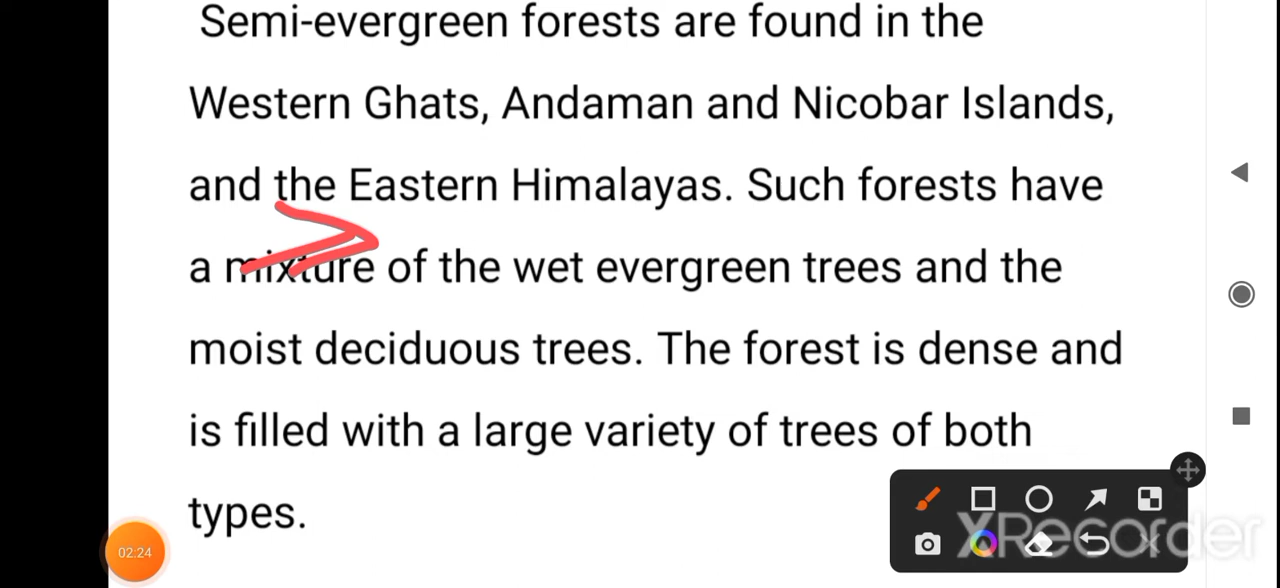 Semi-evergreen forests are found in the
Western Ghats, Andaman and Nicobar Islands,
and the Eastern Himalayas. Such forests have
a mixture of the wet evergreen trees and the
moist deciduous trees. The forest is dense and
is filled with a large variety of trees of both
types.
02:24
XRecorder